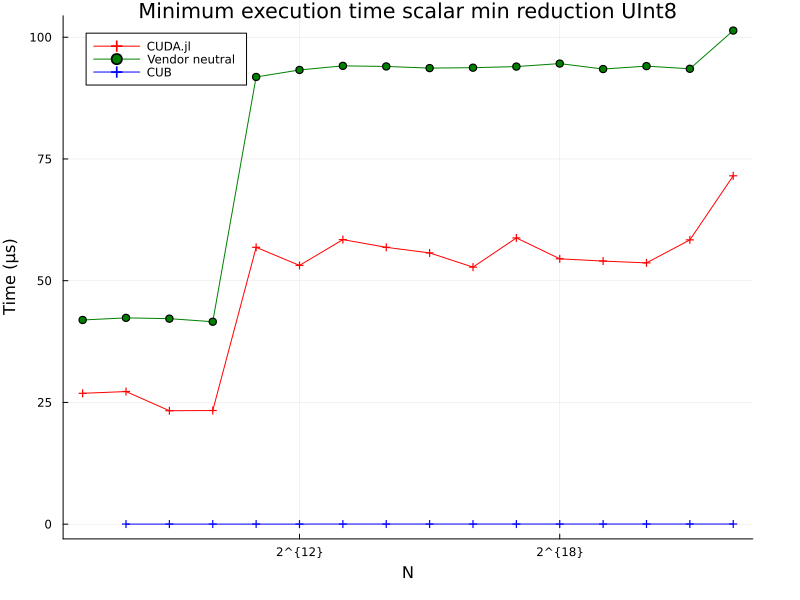 Minimum execution time scalar min reduction UInt8
100
75
50
25
0
Time (µs)
CUDA.jl
Vendor neutral
CUB
2^{12}
2^{18}
N